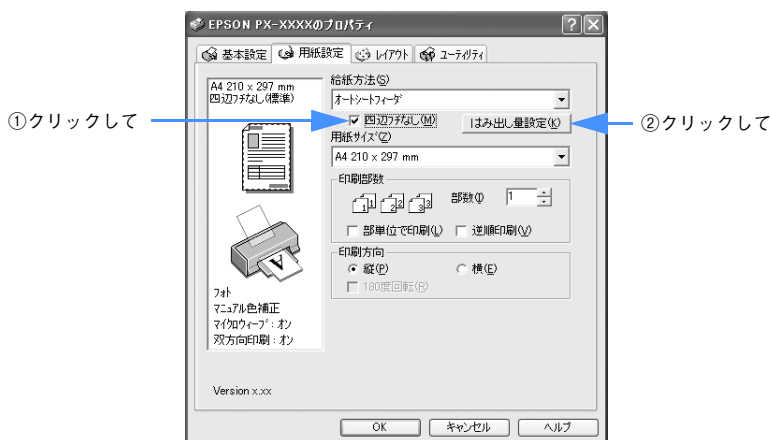 EPSON PX-XXXXのプロパティ
基本設定 用紙設定 レイアウト ユーティリティ
A4 210 x 297 mm
四辺フチなし(標準)
フォト
マニュアル色補正
マイクロウィーブ：オン
双方向印刷：オン
Version x.xx
給紙方法(S)
オートシートフィーダ
四辺フチなし(M) はみ出し量設定(K)
①クリックして
②クリックして
用紙サイズ(Z)
A4 210 x 297 mm
印刷部数
1 1 2 2 3 3
部数(I) 1
部単位で印刷(L) 逆順印刷(V)
印刷方向
縦(P) 横(E)
180度回転(R)
OK キャンセル ヘルプ